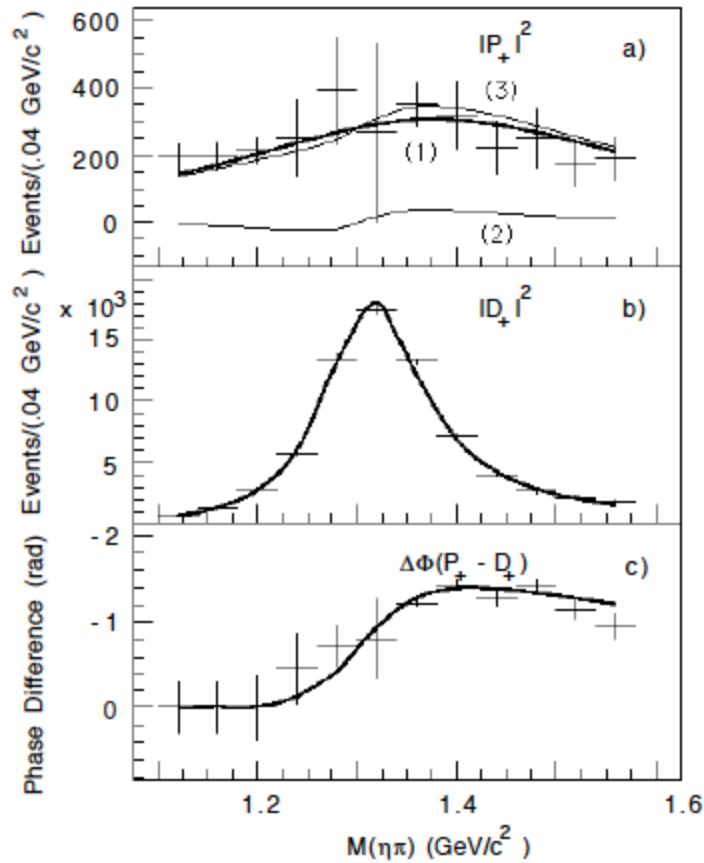 600
400
200
0
Events/(.04 GeV/c²)
|P₊|²
a)
(3)
(1)
(2)
x 10³
15
10
5
Events/(.04 GeV/c²)
|D₊|²
b)
-2
-1
0
Phase Difference (rad)
ΔΦ(P₊ - D₊)
c)
1.2 1.4 1.6
M(ηπ) (GeV/c²)